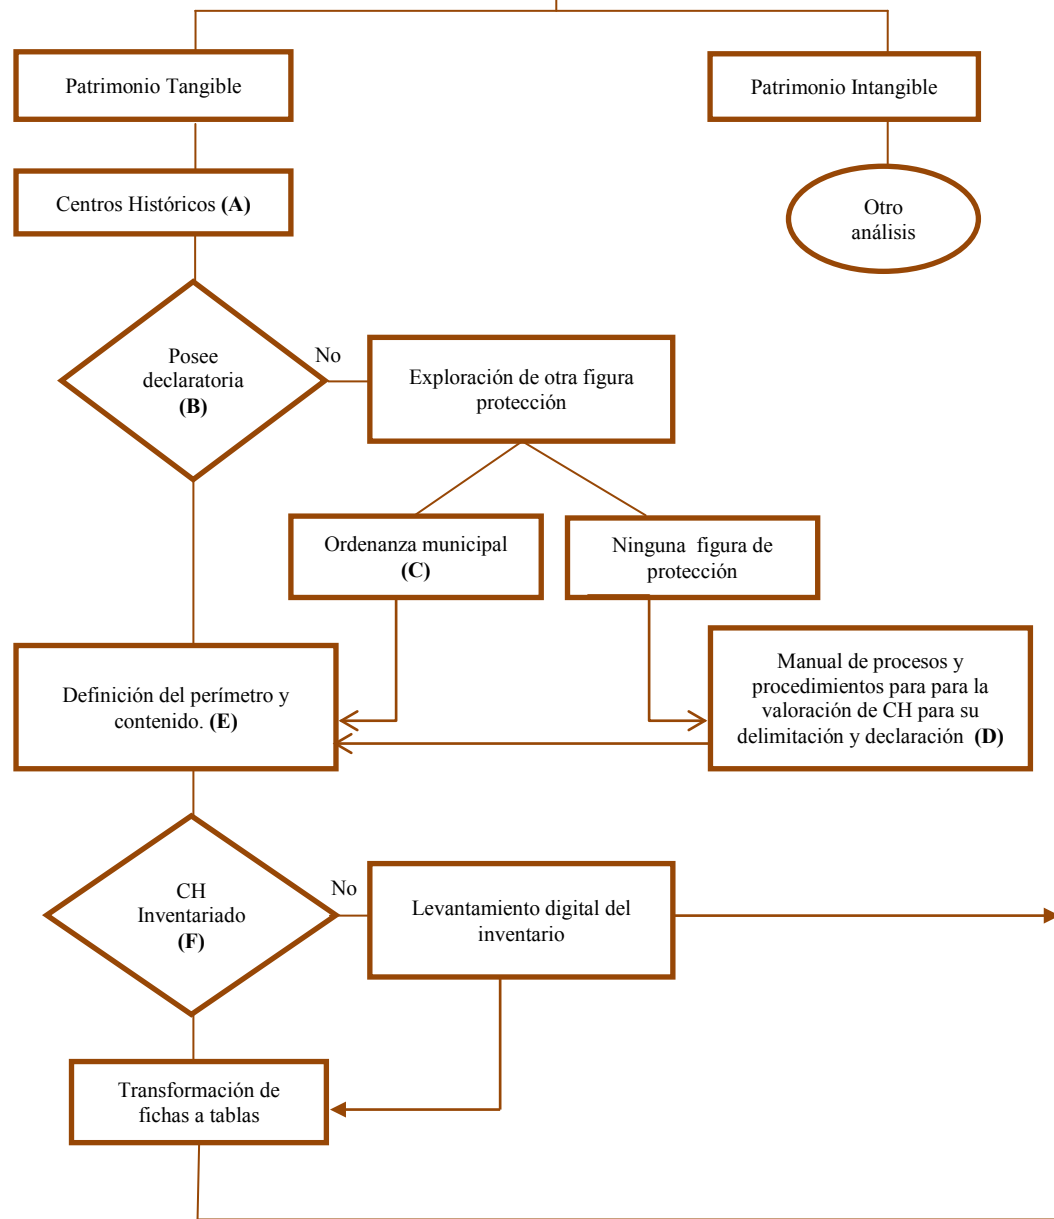 Patrimonio Tangible
Patrimonio Intangible
Centros Históricos (A)
Otro
análisis
Posee
declaratoria
(B)
No
Exploración de otra figura
protección
Ordenanza municipal
(C)
Ninguna figura de
protección
Definición del perímetro y
contenido. (E)
Manual de procesos y
procedimientos para para la
valoración de CH para su
delimitación y declaración (D)
CH
Inventariado
(F)
No
Levantamiento digital del
inventario
Transformación de
fichas a tablas